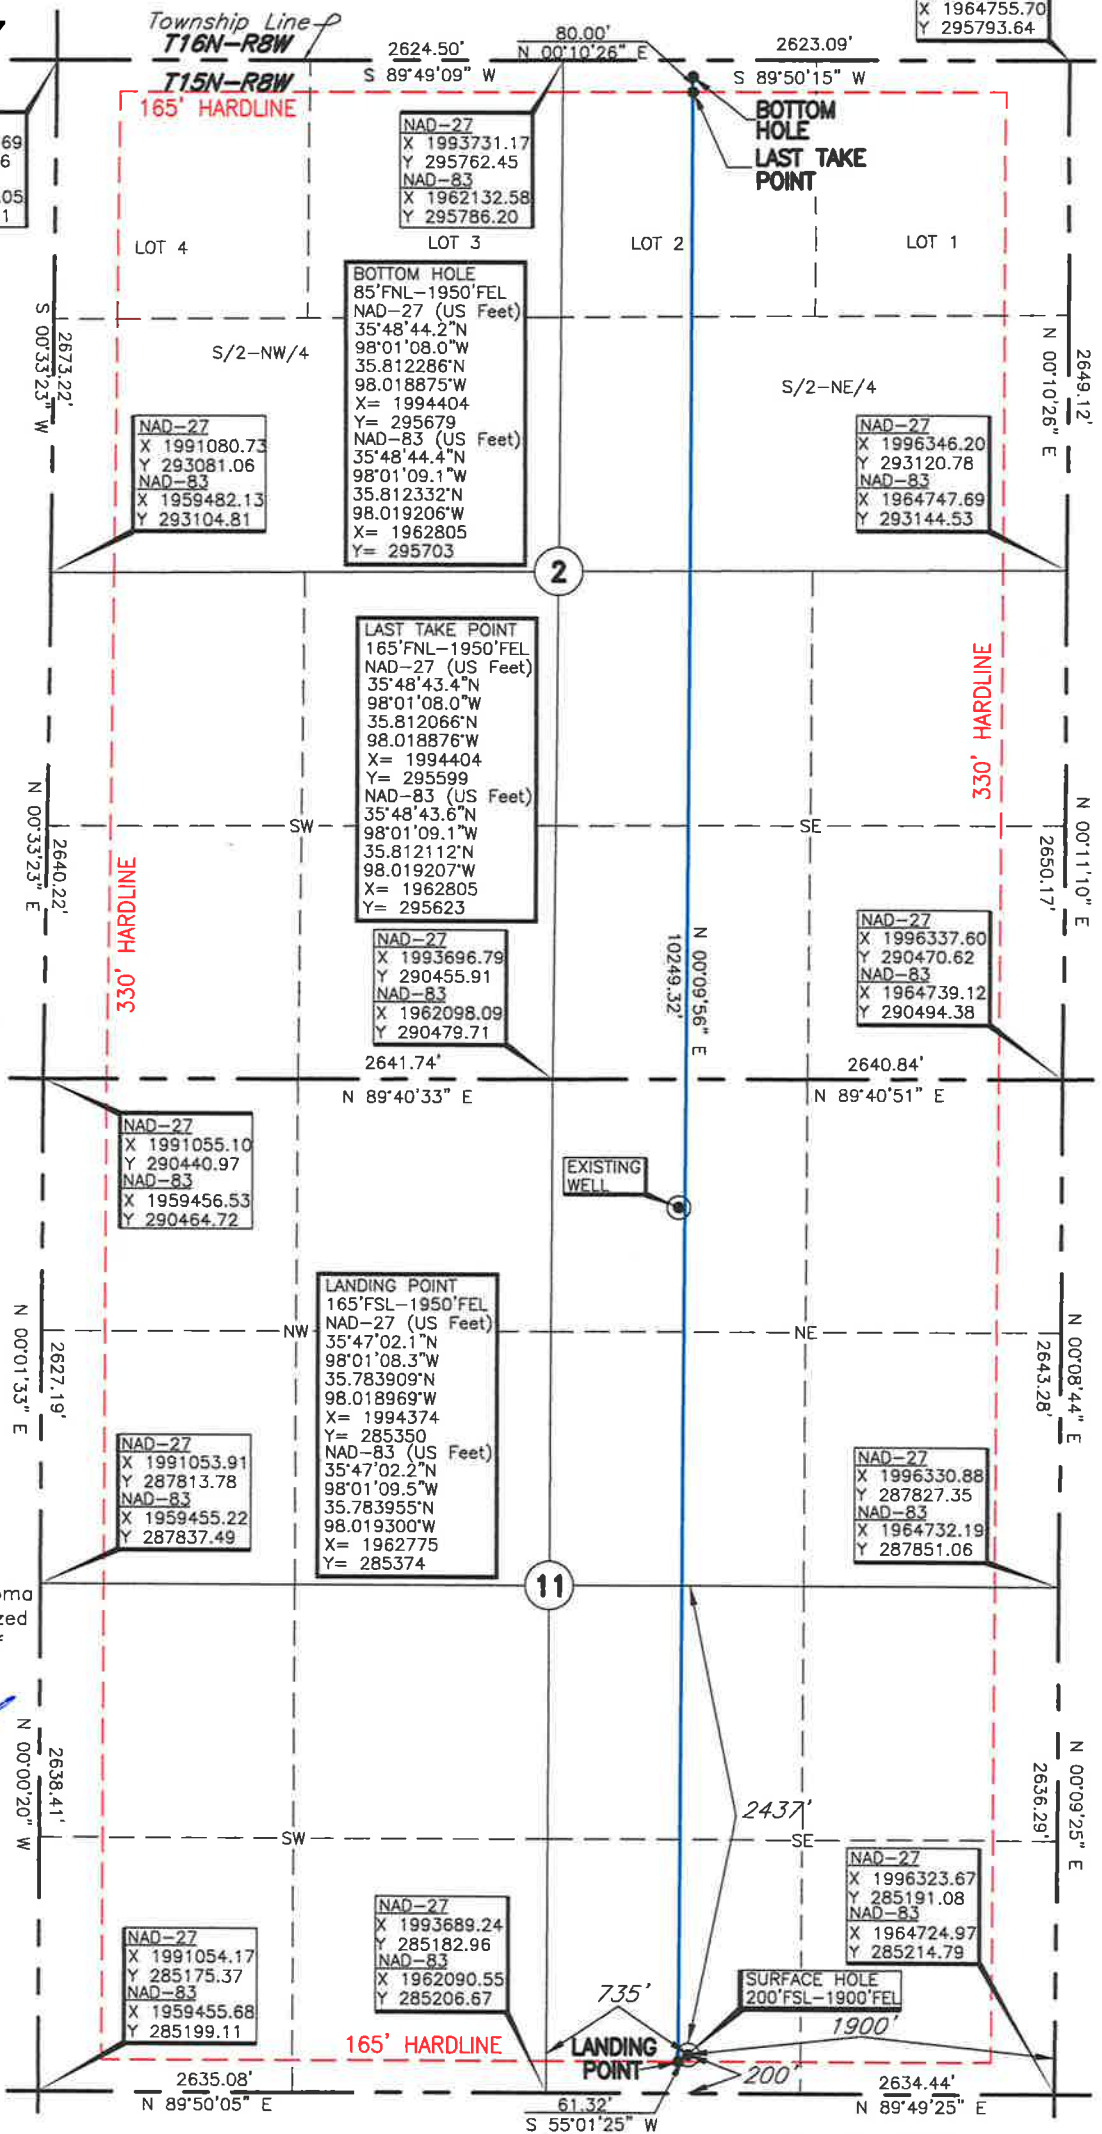 X 1964755.70
Y 295793.64
Township Line
T16N-R8W
T15N-R8W
2624.50'
S 89°49'09" W
80.00'
N 00°10'26" E
2623.09'
S 89°50'15" W
165' HARDLINE
BOTTOM
HOLE
LAST TAKE
POINT
69
6
05
1
NAD-27
X 1993731.17
Y 295762.45
NAD-83
X 1962132.58
Y 295786.20
LOT 4
LOT 3
LOT 2
LOT 1
BOTTOM HOLE
85'FNL-1950'FEL
NAD-27 (US Feet)
35°48'44.2"N
98°01'08.0"W
35.812286°N
98.018875°W
X= 1994404
Y= 295679
NAD-83 (US Feet)
35°48'44.4"N
98°01'09.1"W
35.812332°N
98.019206°W
X= 1962805
Y= 295703
S 00°33'23" W
2673.22'
S/2-NW/4
S/2-NE/4
N 00°10'26" E
2649.12'
NAD-27
X 1991080.73
Y 293081.06
NAD-83
X 1959482.13
Y 293104.81
NAD-27
X 1996346.20
Y 293120.78
NAD-83
X 1964747.69
Y 293144.53
2
LAST TAKE POINT
165'FNL-1950'FEL
NAD-27 (US Feet)
35°48'43.4"N
98°01'08.0"W
35.812066°N
98.018876°W
X= 1994404
Y= 295599
NAD-83 (US Feet)
35°48'43.6"N
98°01'09.1"W
35.812112°N
98.019207°W
X= 1962805
Y= 295623
330' HARDLINE
SW
SE
N 00°33'23" E
2640.22'
330' HARDLINE
N 00°11'10" E
2650.17'
N 00°09'56" E
10249.32'
NAD-27
X 1993696.79
Y 290455.91
NAD-83
X 1962098.09
Y 290479.71
NAD-27
X 1996337.60
Y 290470.62
NAD-83
X 1964739.12
Y 290494.38
2641.74'
N 89°40'33" E
2640.84'
N 89°40'51" E
NAD-27
X 1991055.10
Y 290440.97
NAD-83
X 1959456.53
Y 290464.72
EXISTING
WELL
LANDING POINT
165'FSL-1950'FEL
NAD-27 (US Feet)
35°47'02.1"N
98°01'08.3"W
35.783909°N
98.018969°W
X= 1994374
Y= 285350
NAD-83 (US Feet)
35°47'02.2"N
98°01'09.5"W
35.783955°N
98.019300°W
X= 1962775
Y= 285374
NW
NE
N 00°01'33" E
2627.19'
N 00°08'44" E
2643.28'
NAD-27
X 1991053.91
Y 287813.78
NAD-83
X 1959455.22
Y 287837.49
NAD-27
X 1996330.88
Y 287827.35
NAD-83
X 1964732.19
Y 287851.06
11
oma
zed
N 00°00'20" W
2638.41'
N 00°09'25" E
2636.29'
2437'
SW
SE
NAD-27
X 1996323.67
Y 285191.08
NAD-83
X 1964724.97
Y 285214.79
NAD-27
X 1993689.24
Y 285182.96
NAD-83
X 1962090.55
Y 285206.67
NAD-27
X 1991054.17
Y 285175.37
NAD-83
X 1959455.68
Y 285199.11
SURFACE HOLE
200'FSL-1900'FEL
735'
1900'
165' HARDLINE
LANDING
POINT
200'
2635.08'
N 89°50'05" E
61.32'
S 55°01'25" W
2634.44'
N 89°49'25" E